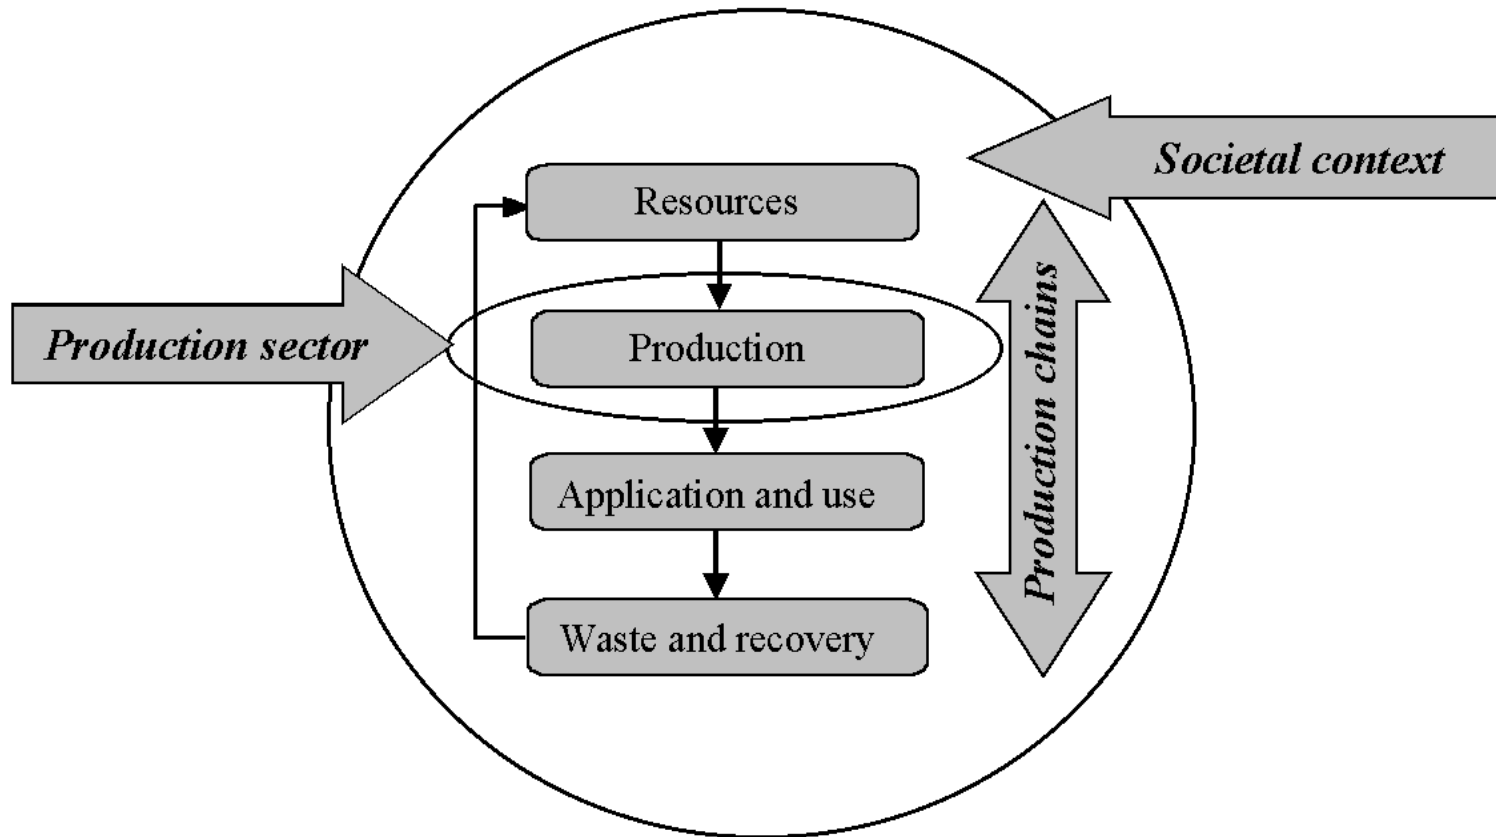 Societal context
Resources
Production sector
Production
Production chains
Application and use
Waste and recovery